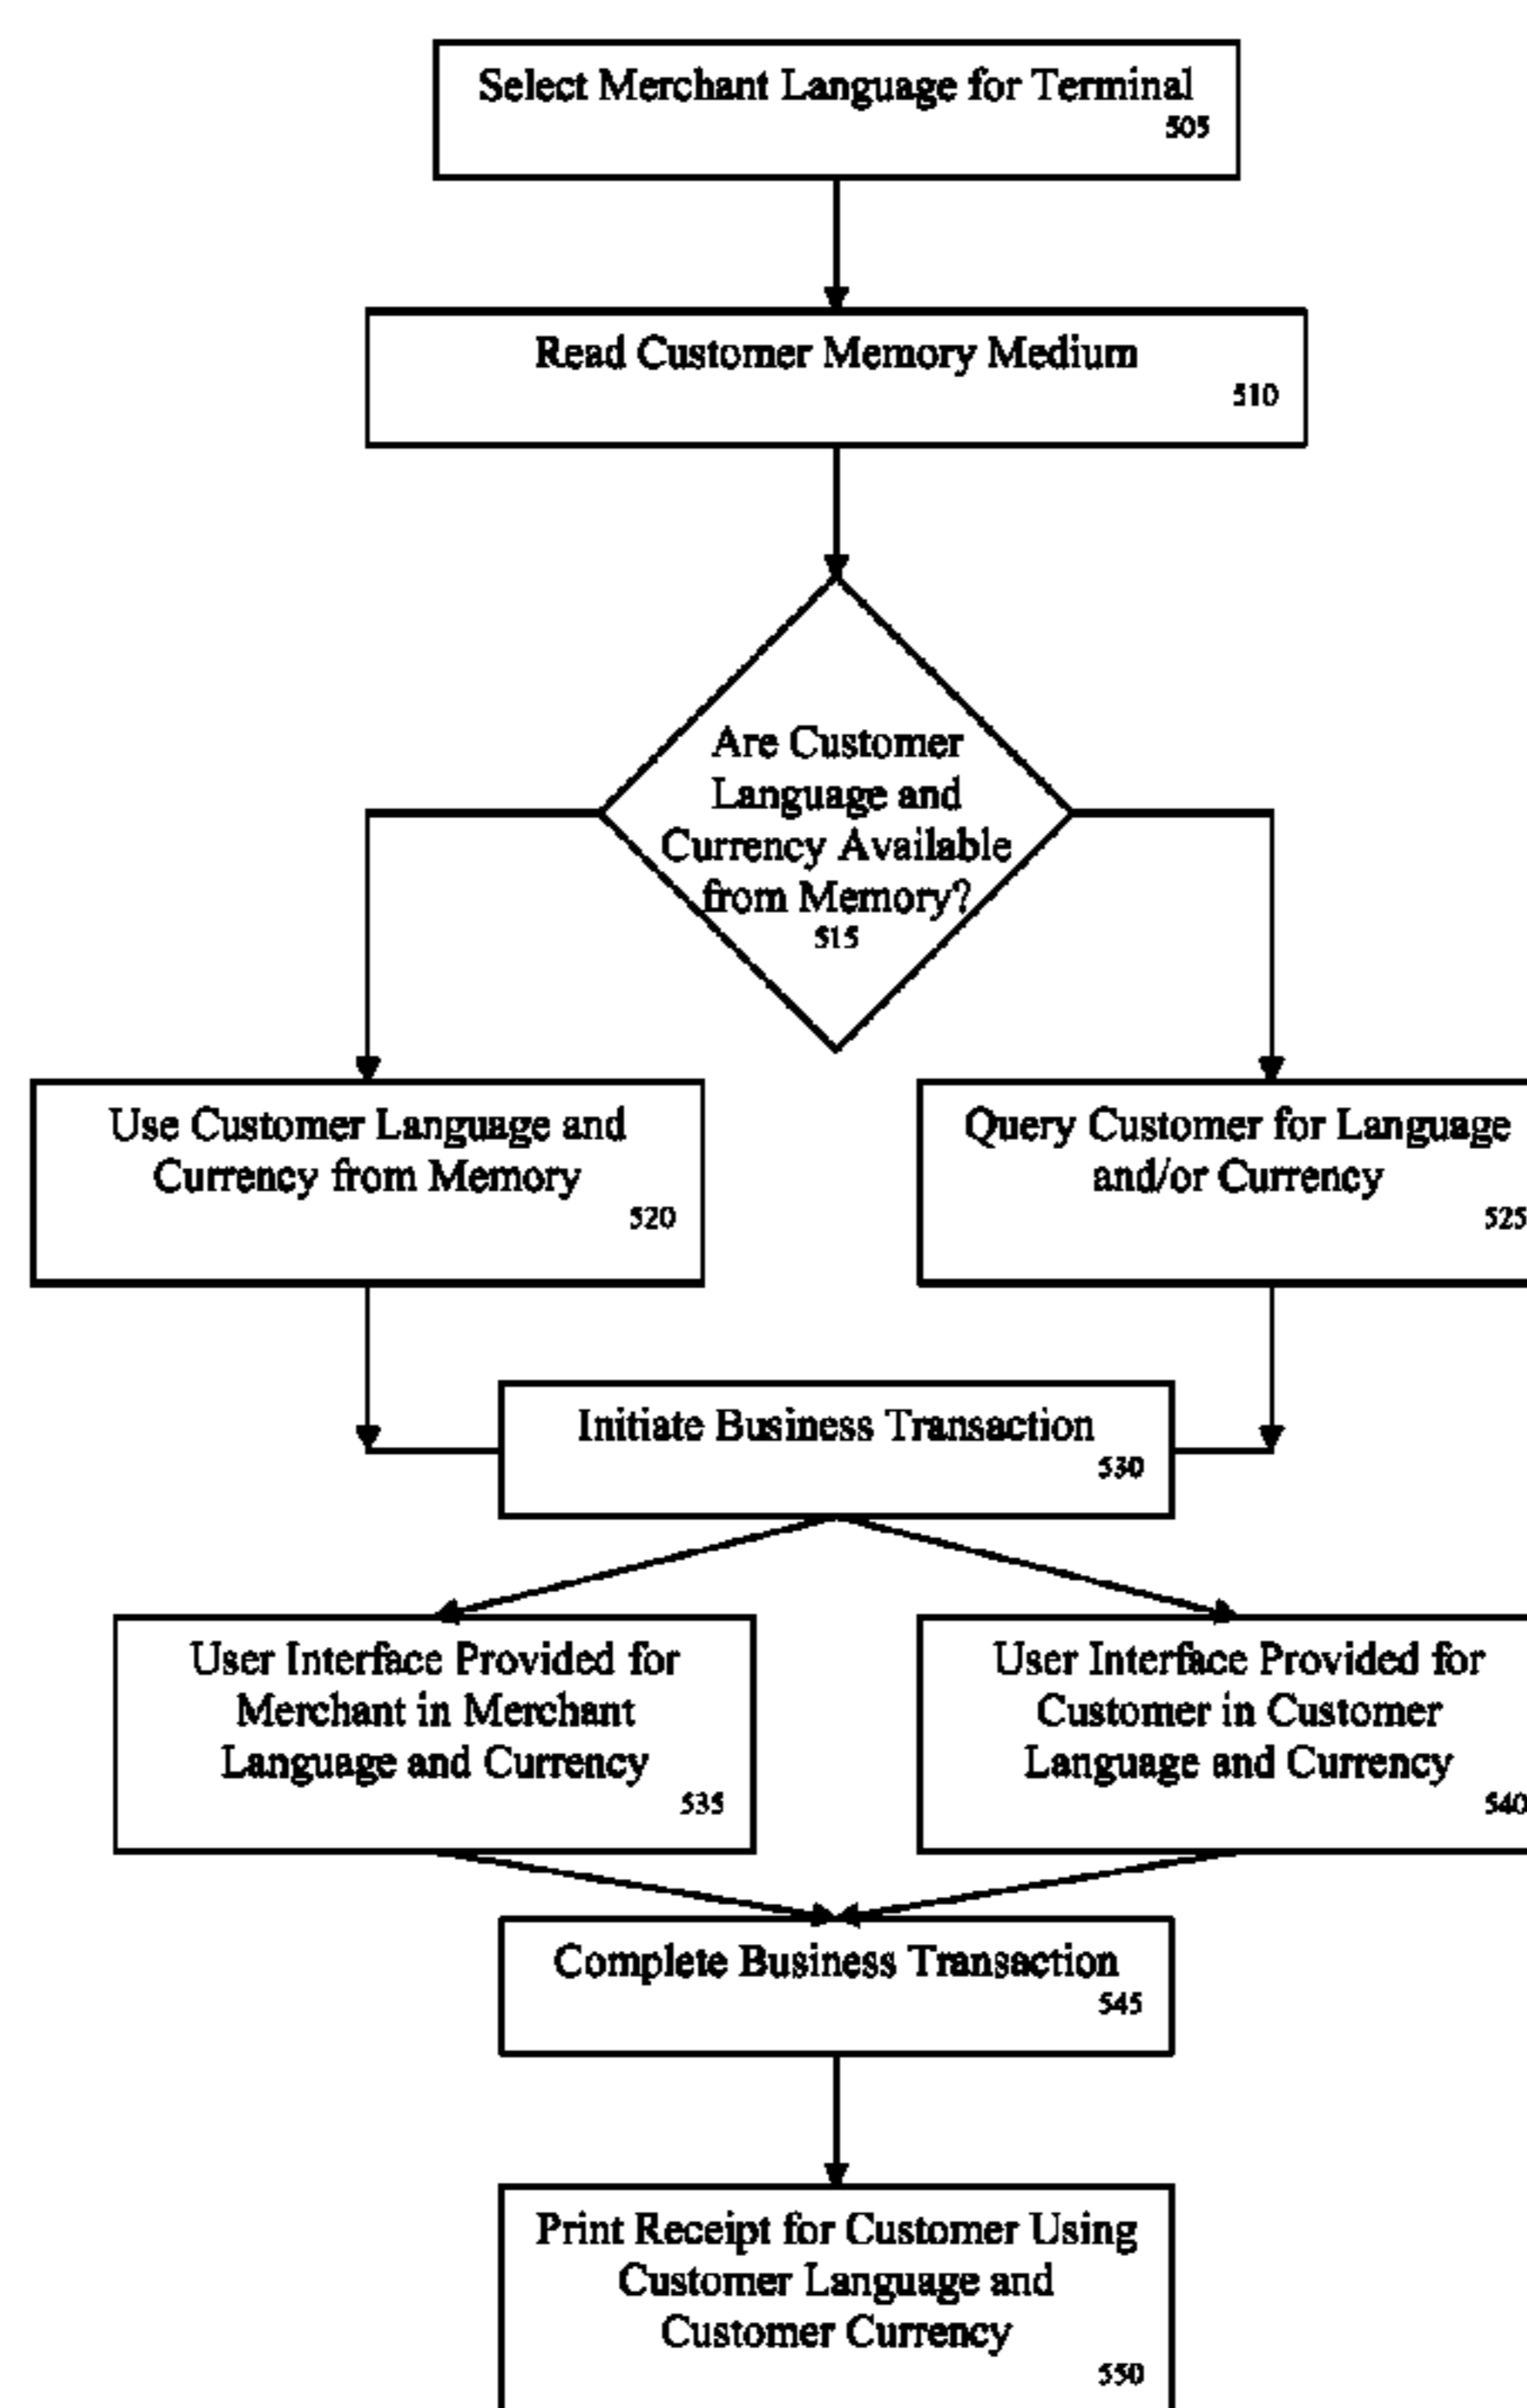 Select Merchant Language for Terminal
505
Read Customer Memory Medium
510
Are Customer
Language and
Currency Available
from Memory?
515
Use Customer Language and
Currency from Memory
520
Query Customer for Language
and/or Currency
525
Initiate Business Transaction
530
User Interface Provided for
Merchant in Merchant
Language and Currency
535
User Interface Provided for
Customer in Customer
Language and Currency
540
Complete Business Transaction
545
Print Receipt for Customer Using
Customer Language and
Customer Currency
550